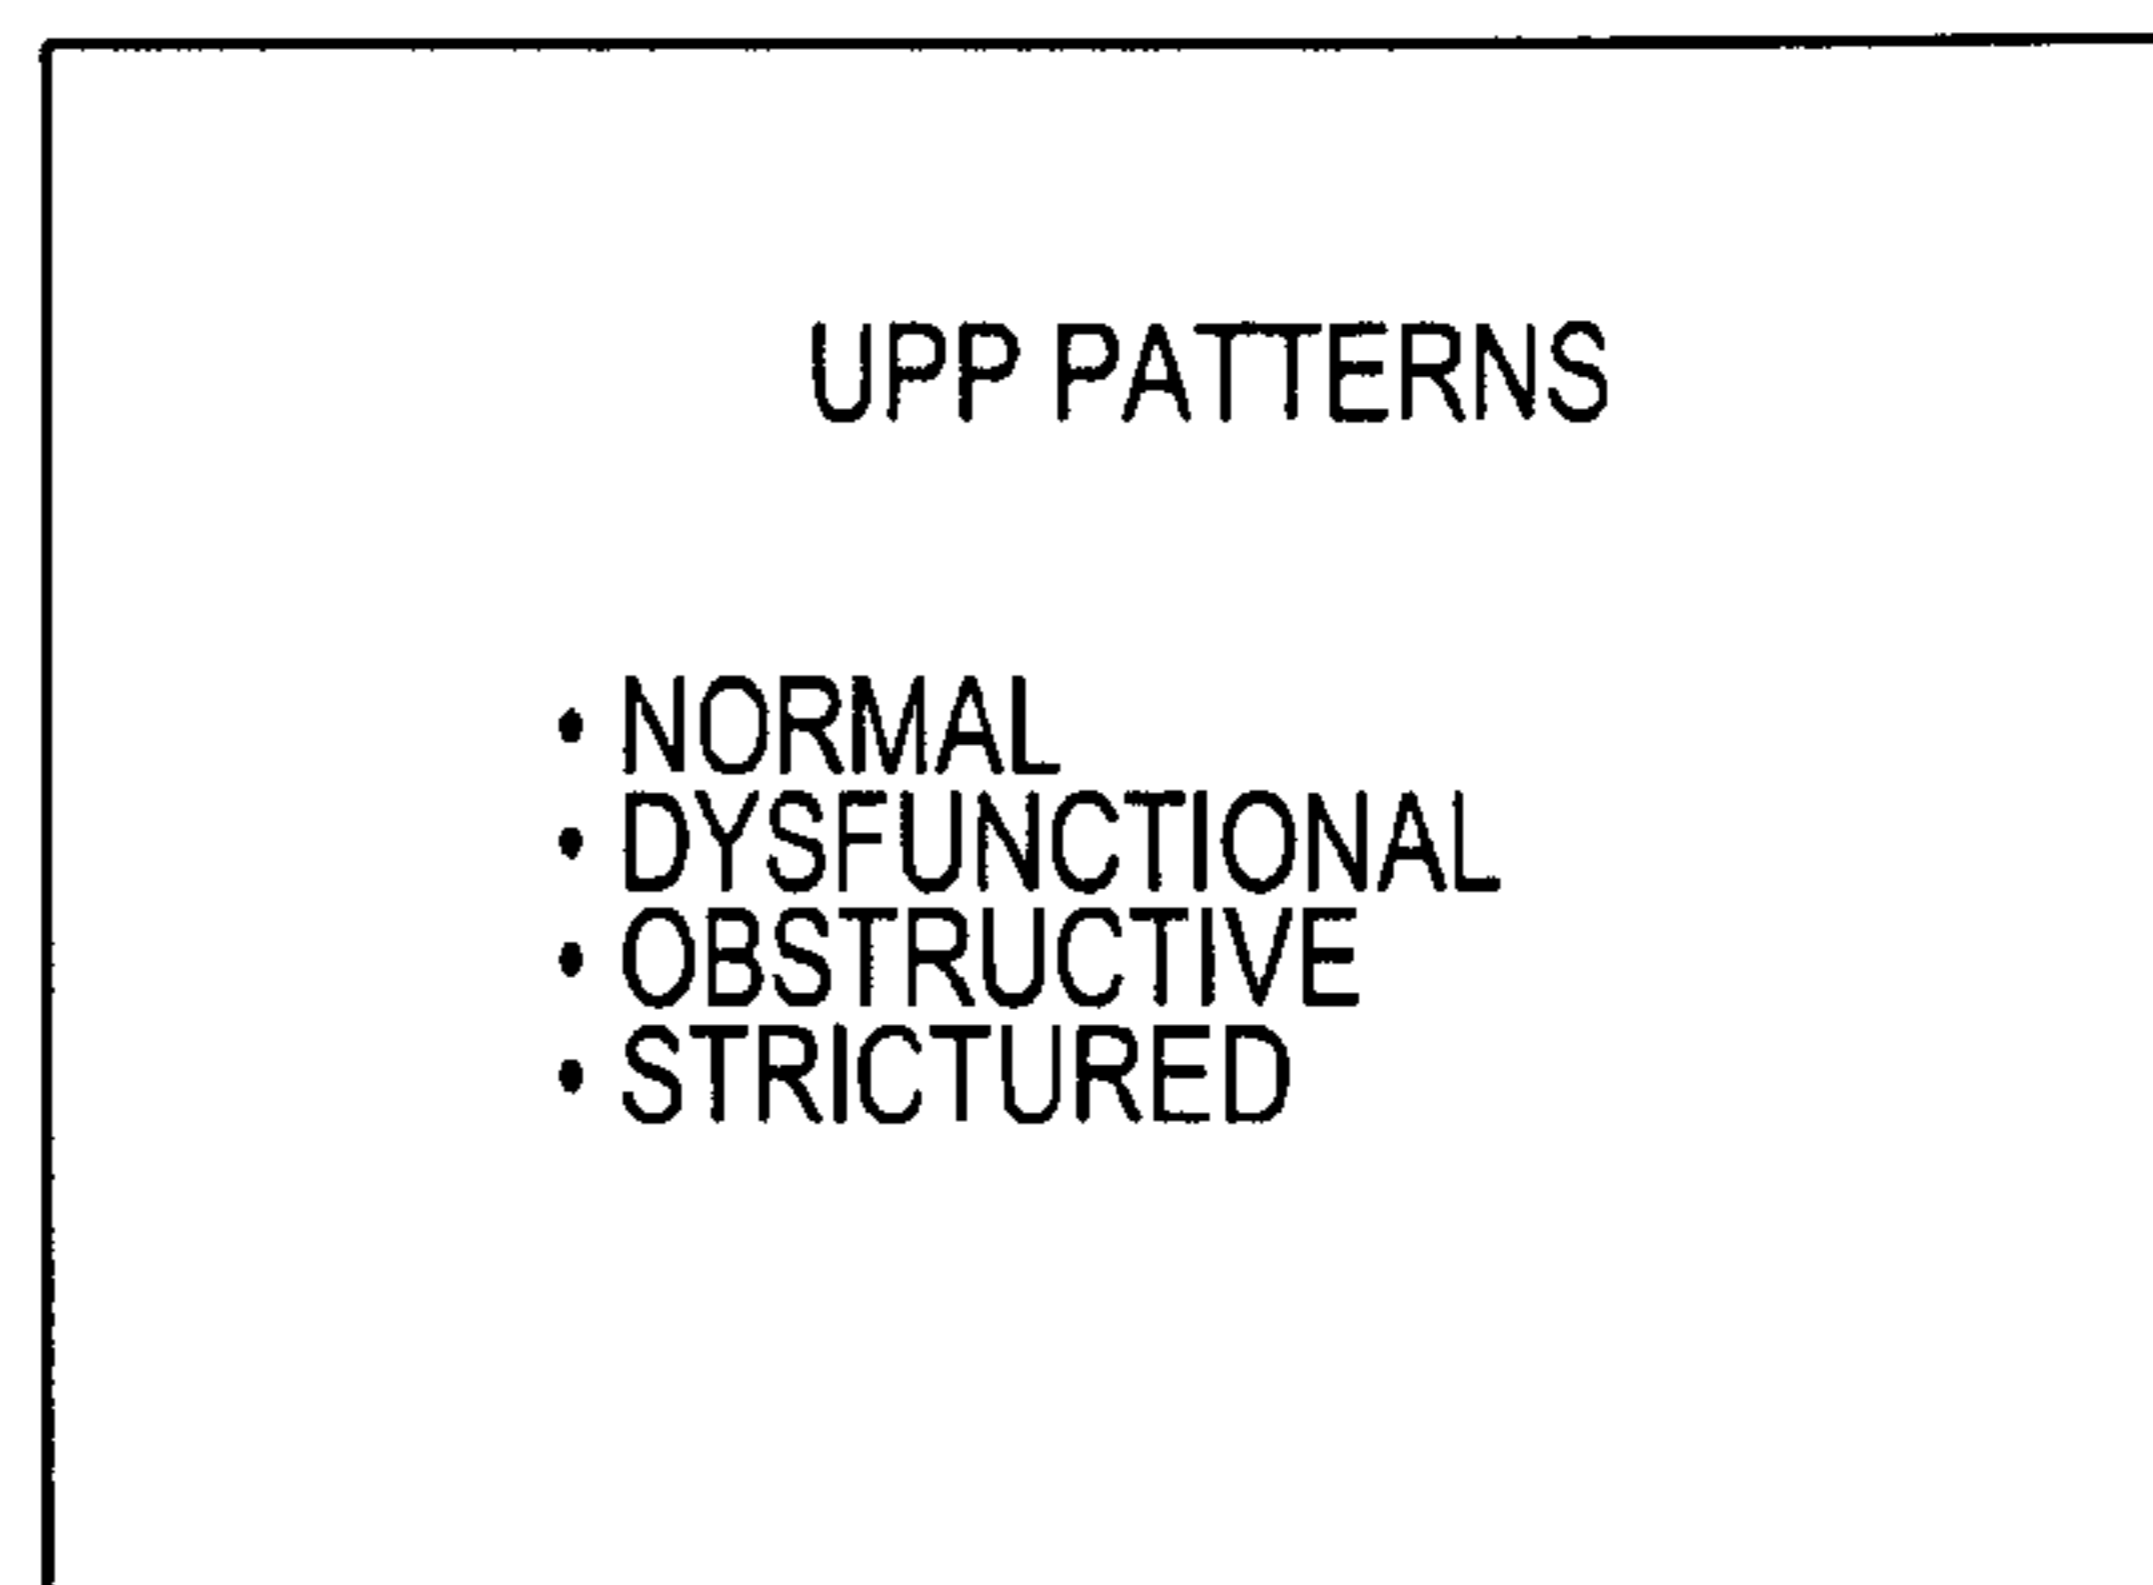 UPP PATTERNS
• NORMAL
• DYSFUNCTIONAL
• OBSTRUCTIVE
• STRICTURED